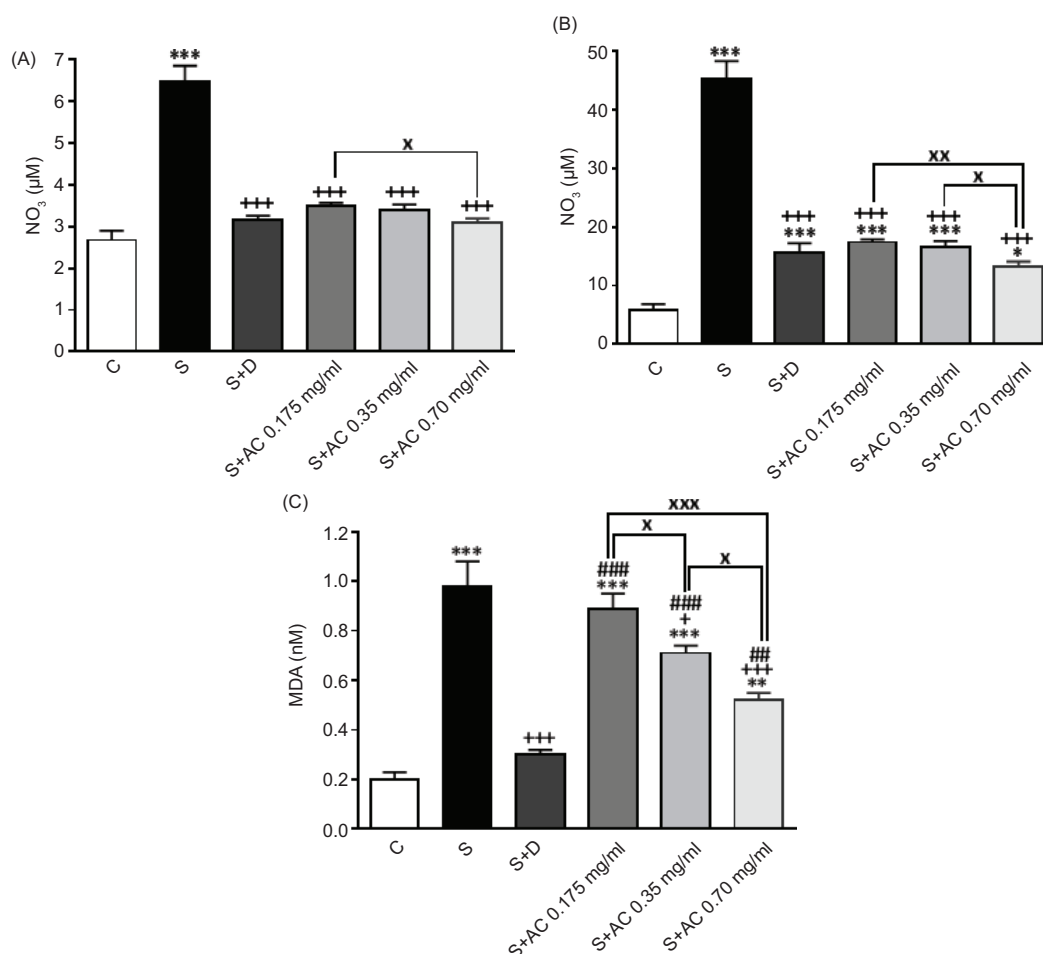 (A)
NO3 (µM)
7
6
5
4
3
2
1
0
***
+++
+++
+++
+++
x
C
S
S+D
S+AC 0.175 mg/ml
S+AC 0.35 mg/ml
S+AC 0.70 mg/ml
(B)
NO3 (µM)
50
40
30
20
10
0
***
+++
***
+++
***
+++
***
+++
*
xx
x
C
S
S+D
S+AC 0.175 mg/ml
S+AC 0.35 mg/ml
S+AC 0.70 mg/ml
(C)
MDA (nM)
1.2
1.0
0.8
0.6
0.4
0.2
0.0
***
+++
###
***
###
+
***
##
+++
**
xxx
x
x
C
S
S+D
S+AC 0.175 mg/ml
S+AC 0.35 mg/ml
S+AC 0.70 mg/ml